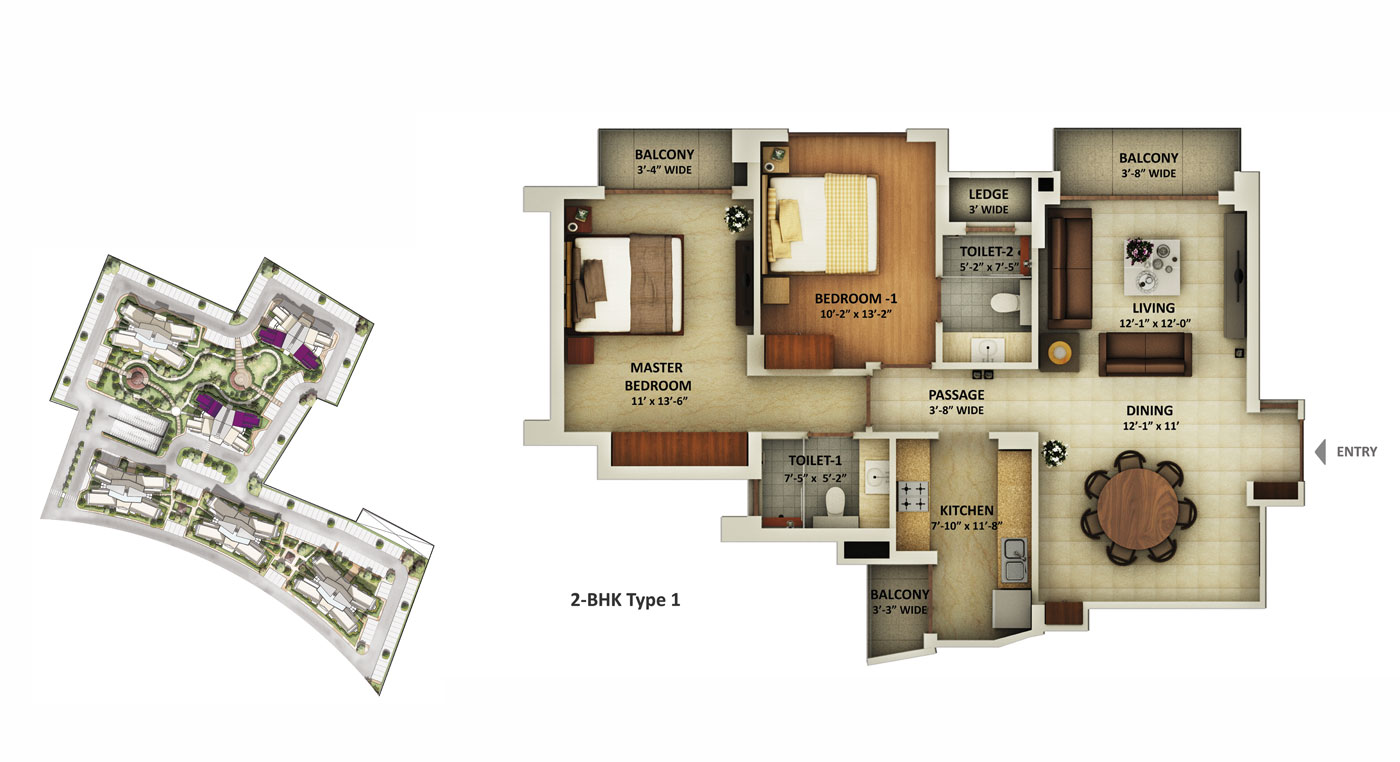 BALCONY
3’-4” WIDE
BALCONY
3’-8” WIDE
LEDGE
3’ WIDE
TOILET-2
5’-2” x 7’-5”
BEDROOM -1
10’-2” x 13’-2”
LIVING
12’-1” x 12’-0”
MASTER
BEDROOM
11’ x 13’-6”
PASSAGE
3’-8” WIDE
DINING
12’-1” x 11’
ENTRY
TOILET-1
7’-5” x 5’-2”
KITCHEN
7’-10” x 11’-8”
BALCONY
3’-3” WIDE
2-BHK Type 1